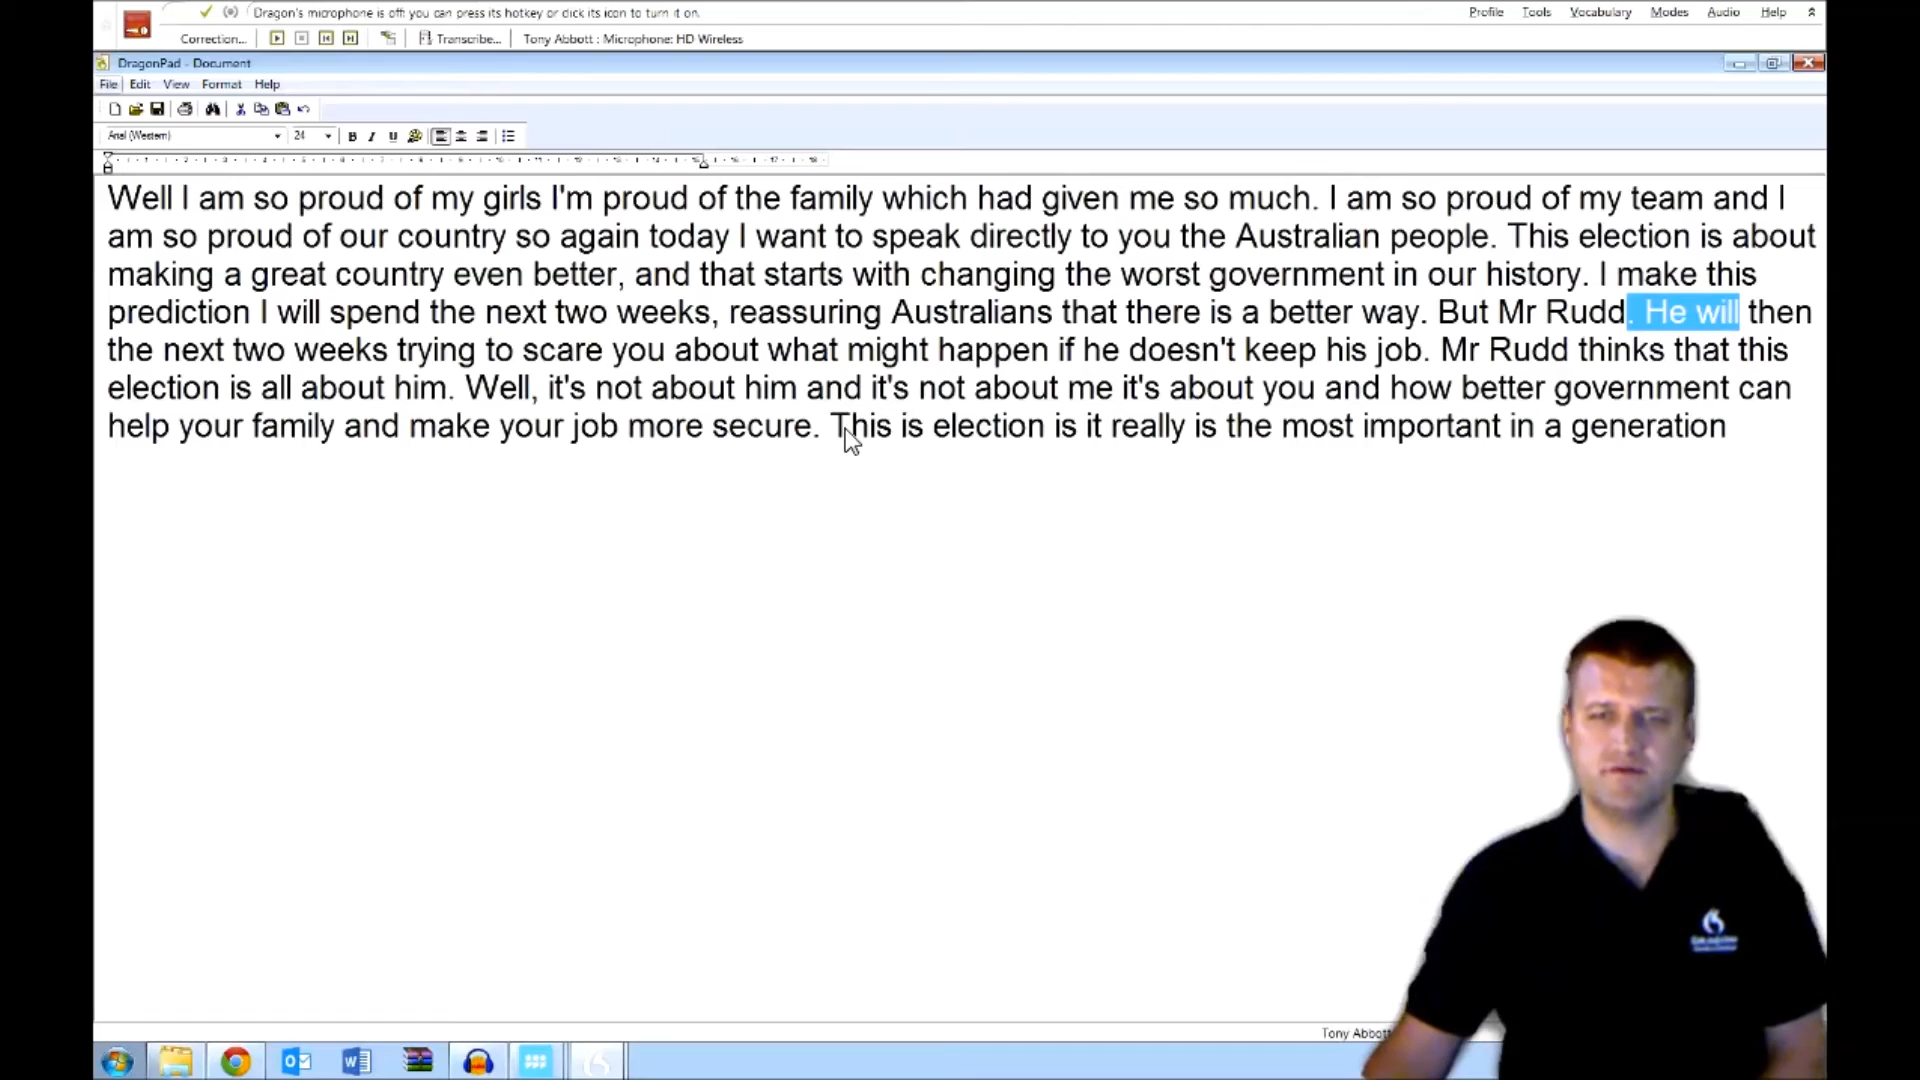 Dragon's microphone is off: you can press its hotkey or click its icon to turn it on.
Profile Tools Vocabulary Modes Audio Help
Correction... Transcribe... Tony Abbott : Microphone: HD Wireless
DragonPad - Document
File Edit View Format Help
Arial (Western) 24 B I U
Well I am so proud of my girls I'm proud of the family which had given me so much. I am so proud of my team and I
am so proud of our country so again today I want to speak directly to you the Australian people. This election is about
making a great country even better, and that starts with changing the worst government in our history. I make this
prediction I will spend the next two weeks, reassuring Australians that there is a better way. But Mr Rudd. He will then
the next two weeks trying to scare you about what might happen if he doesn't keep his job. Mr Rudd thinks that this
election is all about him. Well, it's not about him and it's not about me it's about you and how better government can
help your family and make your job more secure. This is election is it really is the most important in a generation
Tony Abbott